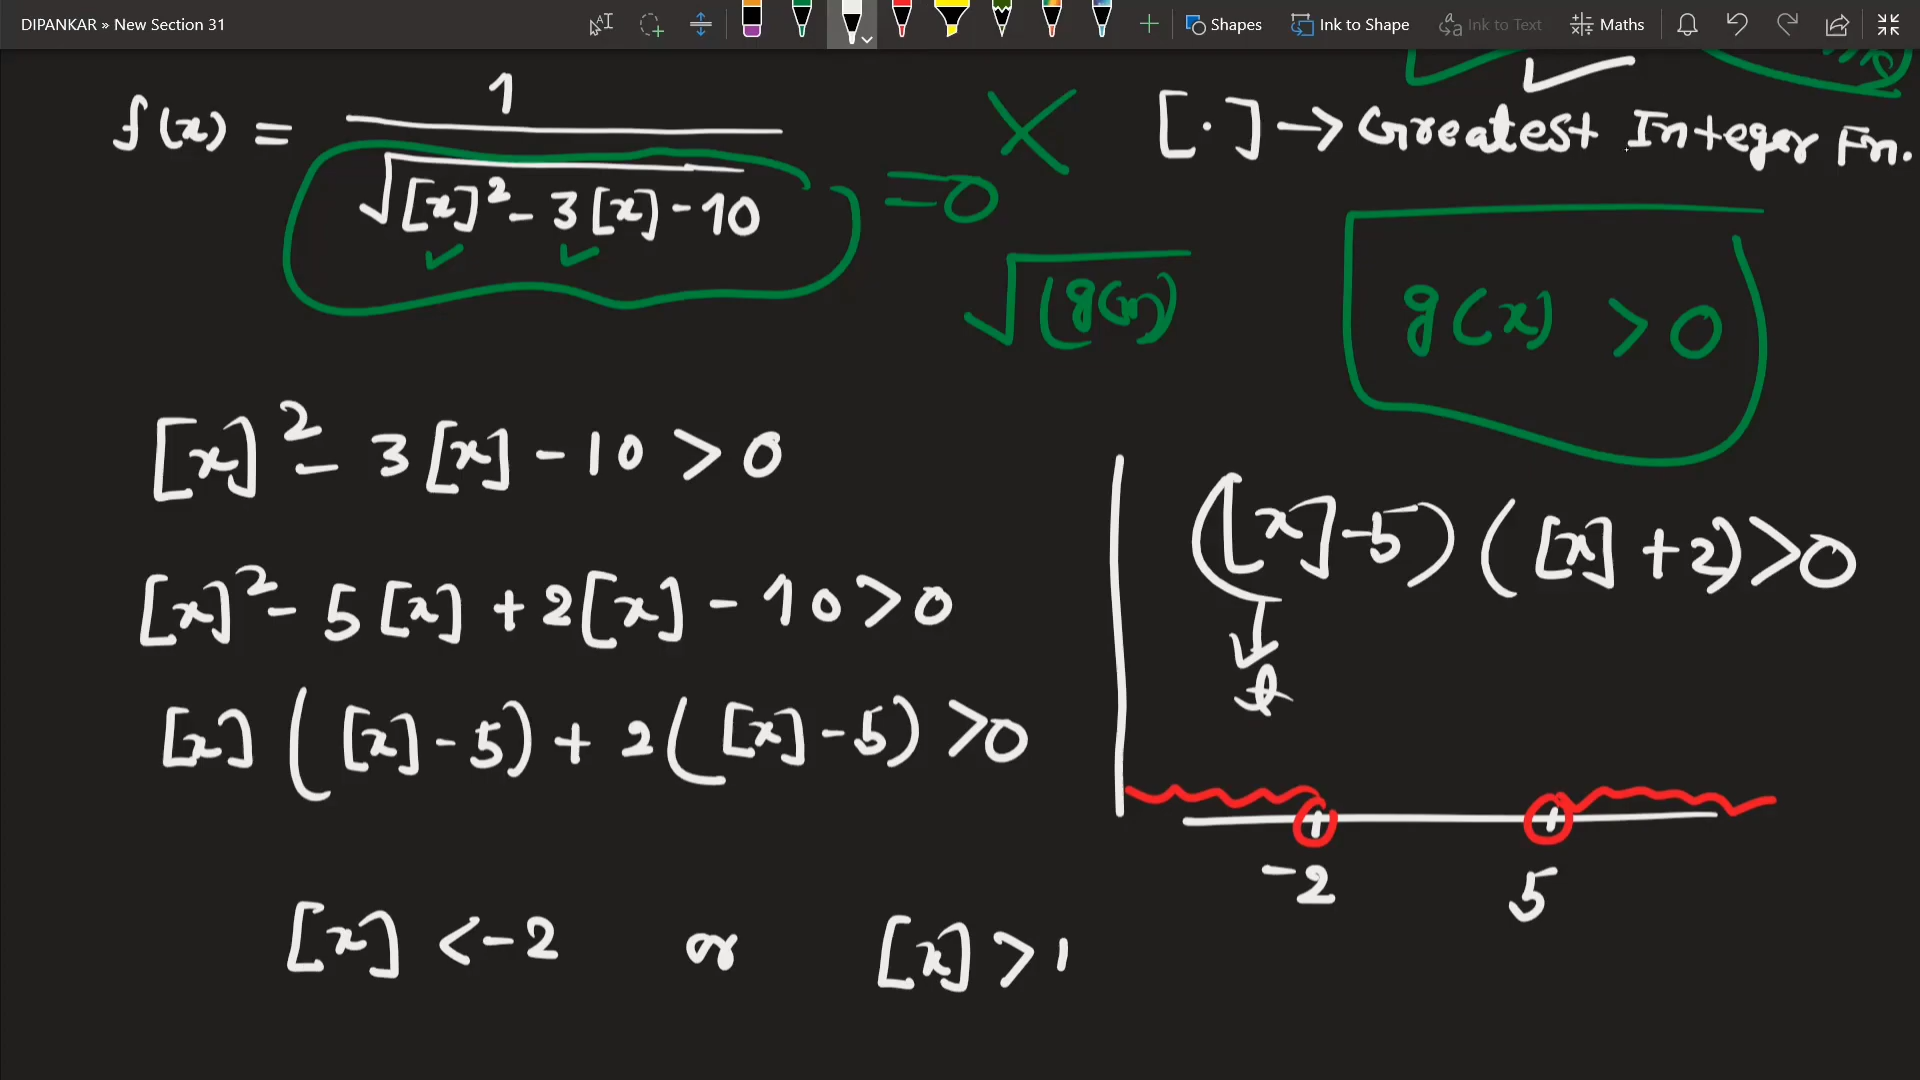 DIPANKAR » New Section 31
Shapes
Ink to Shape
Ink to Text
Maths
f(x) = 1 / √([x]² - 3[x] - 10) = 0
[.] → Greatest Integer Fn.
√(g(x))
g(x) > 0
[x]² - 3[x] - 10 > 0
[x]² - 5[x] + 2[x] - 10 > 0
[x] ([x] - 5) + 2([x] - 5) > 0
[x] < -2 or [x] >
([x] - 5) ([x] + 2) > 0
-2 5